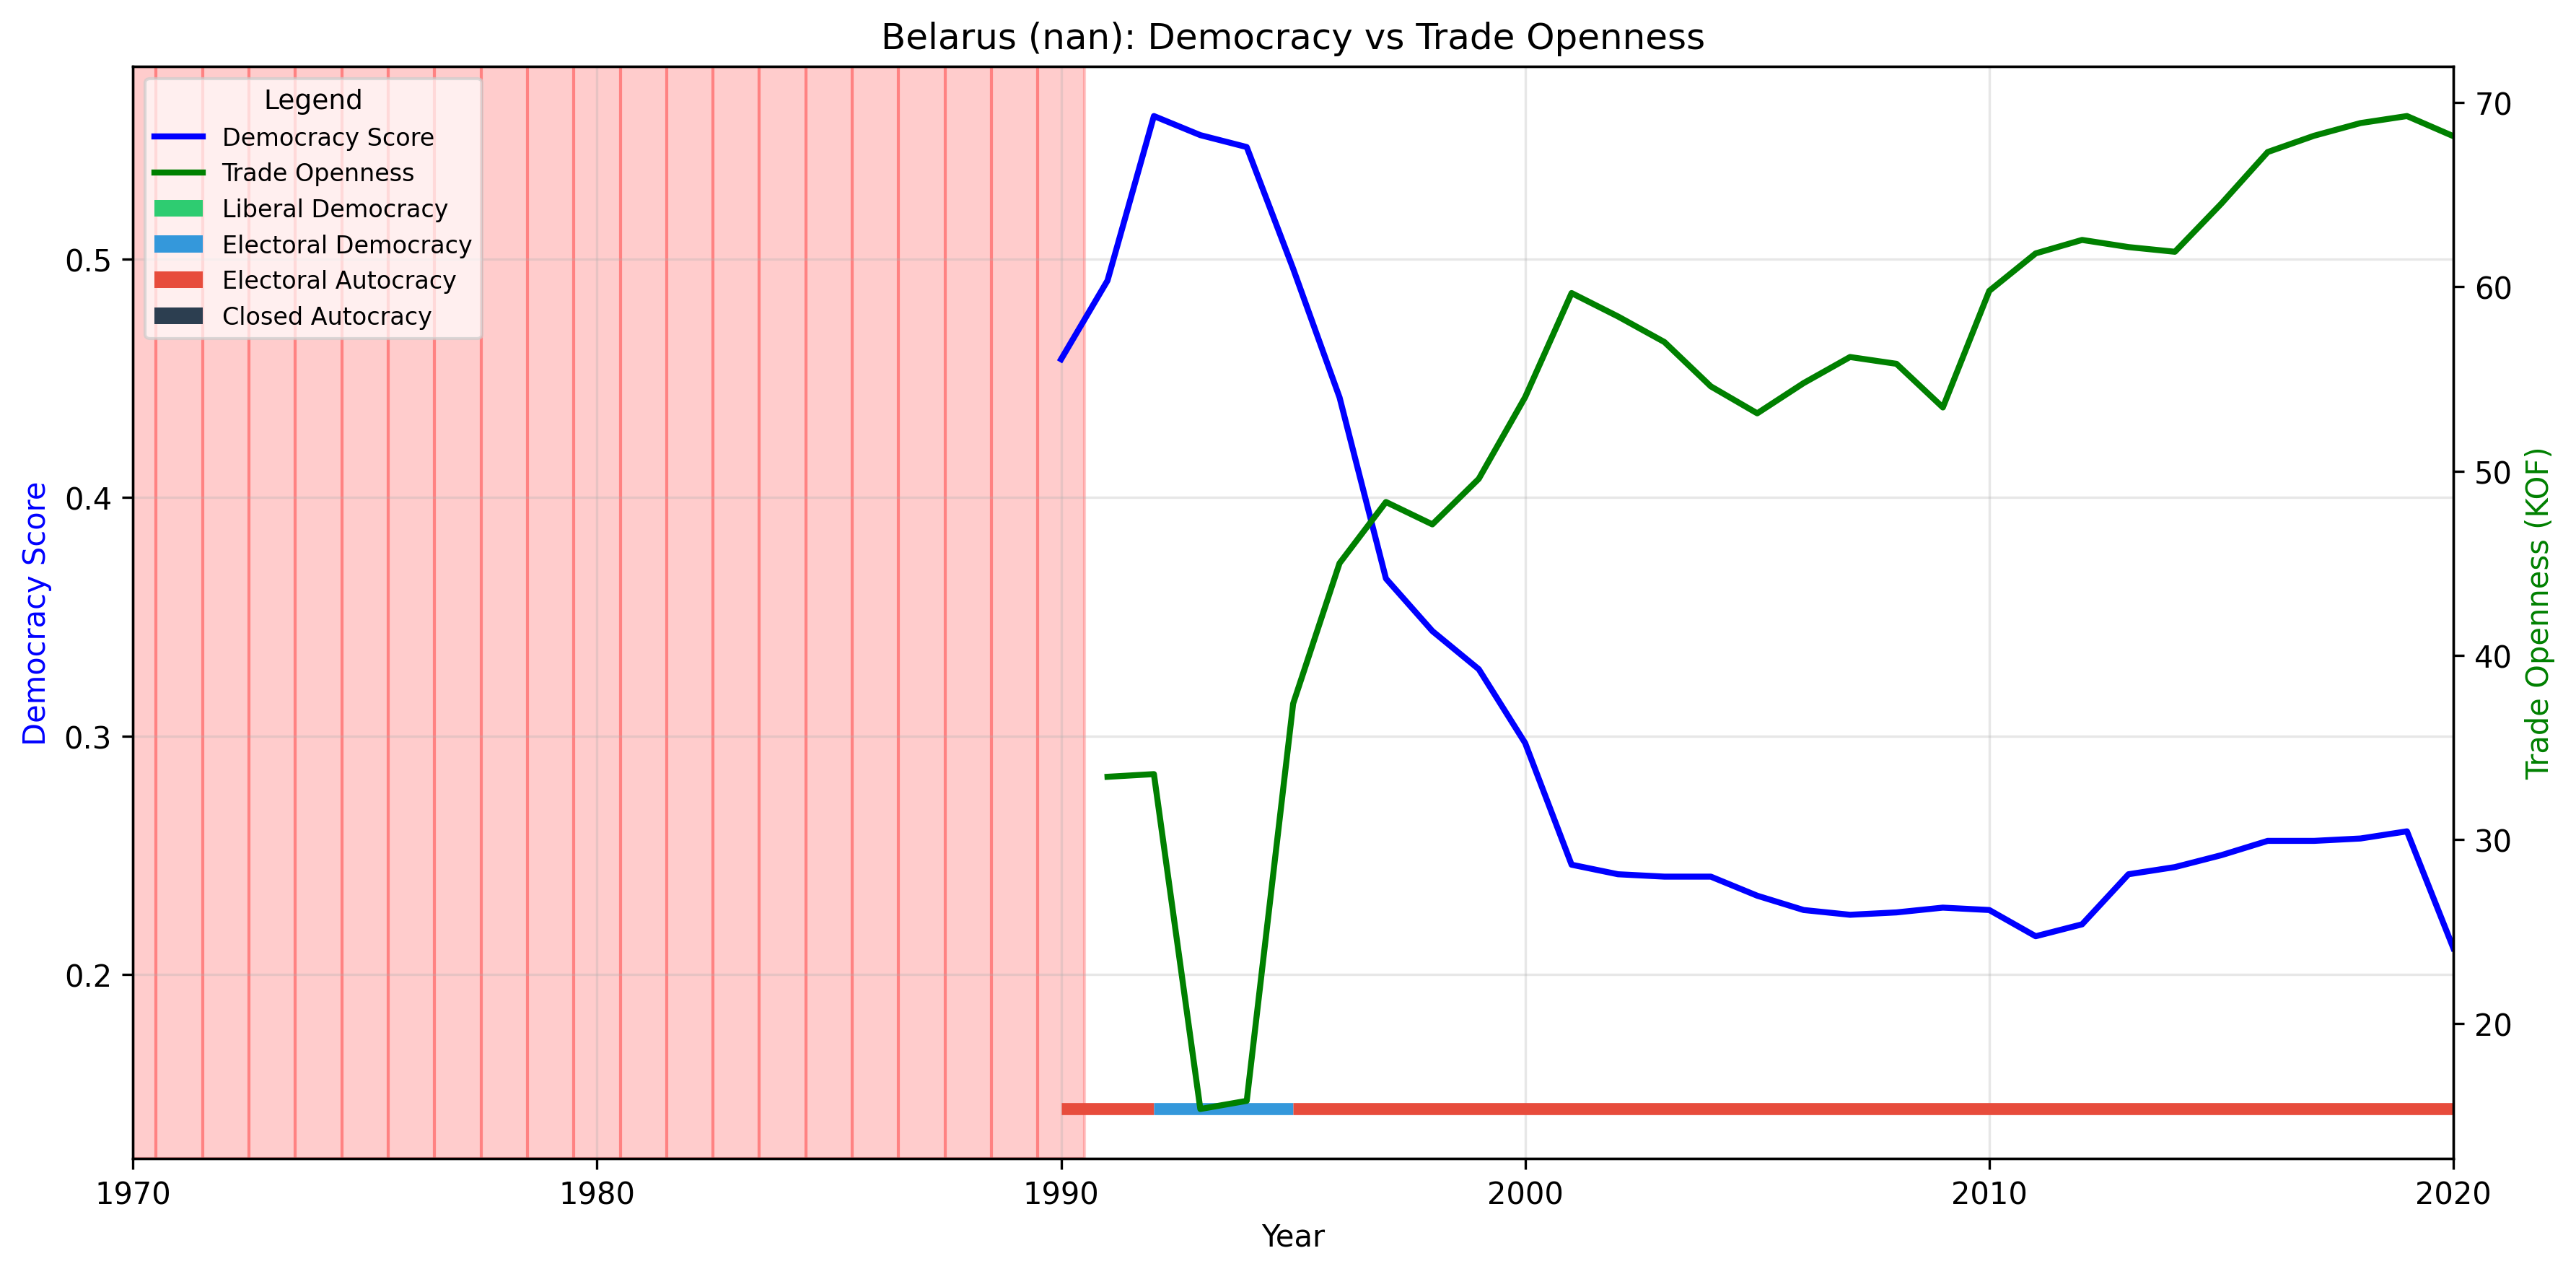 Belarus (nan): Democracy vs Trade Openness
Legend
Democracy Score
Trade Openness
Liberal Democracy
Electoral Democracy
Electoral Autocracy
Closed Autocracy
Democracy Score
0.5
0.4
0.3
0.2
70
60
50
40
30
20
Trade Openness (KOF)
1970
1980
1990
2000
2010
2020
Year